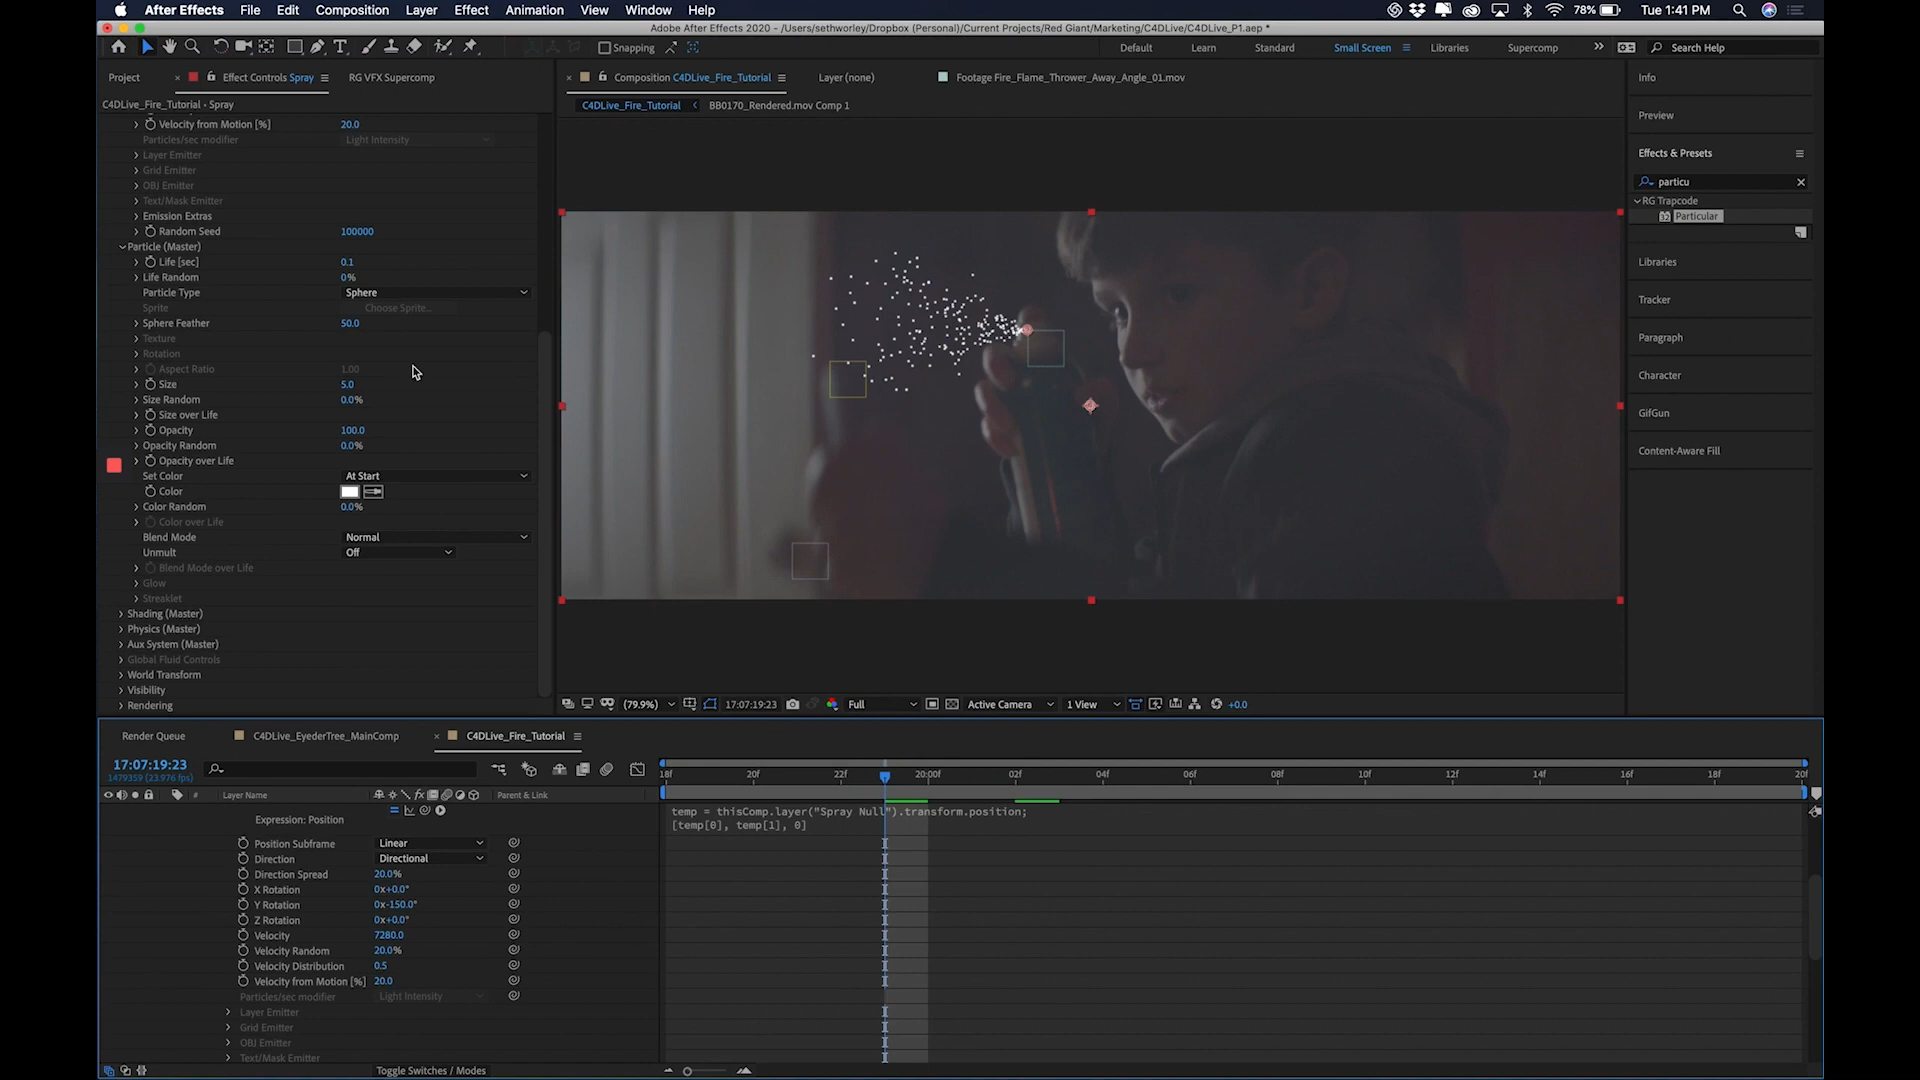 After Effects File Edit Composition Layer Effect Animation View Window Help 78% Tue 1:41 PM
Adobe After Effects 2020 - /Users/sethworley/Dropbox (Personal)/Current Projects/Red Giant/Marketing/C4DLive/C4DLive_P1.aep *
Snapping Default Learn Standard Small Screen Libraries Supercomp Search Help
Project Effect Controls Spray RG VFX Supercomp Composition C4DLive_Fire_Tutorial Layer (none) Footage Fire_Flame_Thrower_Away_Angle_01.mov Info
C4DLive_Fire_Tutorial • Spray C4DLive_Fire_Tutorial BB0170_Rendered.mov Comp 1
Velocity from Motion [%] 20.0 Preview
Particles/sec modifier Light Intensity
Layer Emitter Effects & Presets
Grid Emitter
OBJ Emitter particu
Text/Mask Emitter RG Trapcode
Emission Extras Particular
Random Seed 100000
Particle (Master)
Life [sec] 0.1 Libraries
Life Random 0%
Particle Type Sphere Tracker
Sprite Choose Sprite...
Sphere Feather 50.0
Texture Paragraph
Rotation
Aspect Ratio 1.00 Character
Size 5.0
Size Random 0.0%
Size over Life GifGun
Opacity 100.0
Opacity Random 0.0% Content-Aware Fill
Opacity over Life
Set Color At Start
Color
Color Random 0.0%
Color over Life
Blend Mode Normal
Unmult Off
Blend Mode over Life
Glow
Streaklet
Shading (Master)
Physics (Master)
Aux System (Master)
Global Fluid Controls
World Transform
Visibility
Rendering (79.9%) 17:07:19:23 Full Active Camera 1 View +0.0
Render Queue C4DLive_EyederTree_MainComp C4DLive_Fire_Tutorial
17:07:19:23
1479359 (23.976 fps) 18f 20f 22f 20:00f 02f 04f 06f 08f 10f 12f 14f 16f 18f 20f
# Layer Name Parent & Link
Expression: Position temp = thisComp.layer("Spray Null").transform.position;
[temp[0], temp[1], 0]
Position Subframe Linear
Direction Directional
Direction Spread 20.0%
X Rotation 0x+0.0°
Y Rotation 0x-150.0°
Z Rotation 0x+0.0°
Velocity 7280.0
Velocity Random 20.0%
Velocity Distribution 0.5
Velocity from Motion [%] 20.0
Particles/sec modifier Light Intensity
Layer Emitter
Grid Emitter
OBJ Emitter
Text/Mask Emitter
Toggle Switches / Modes